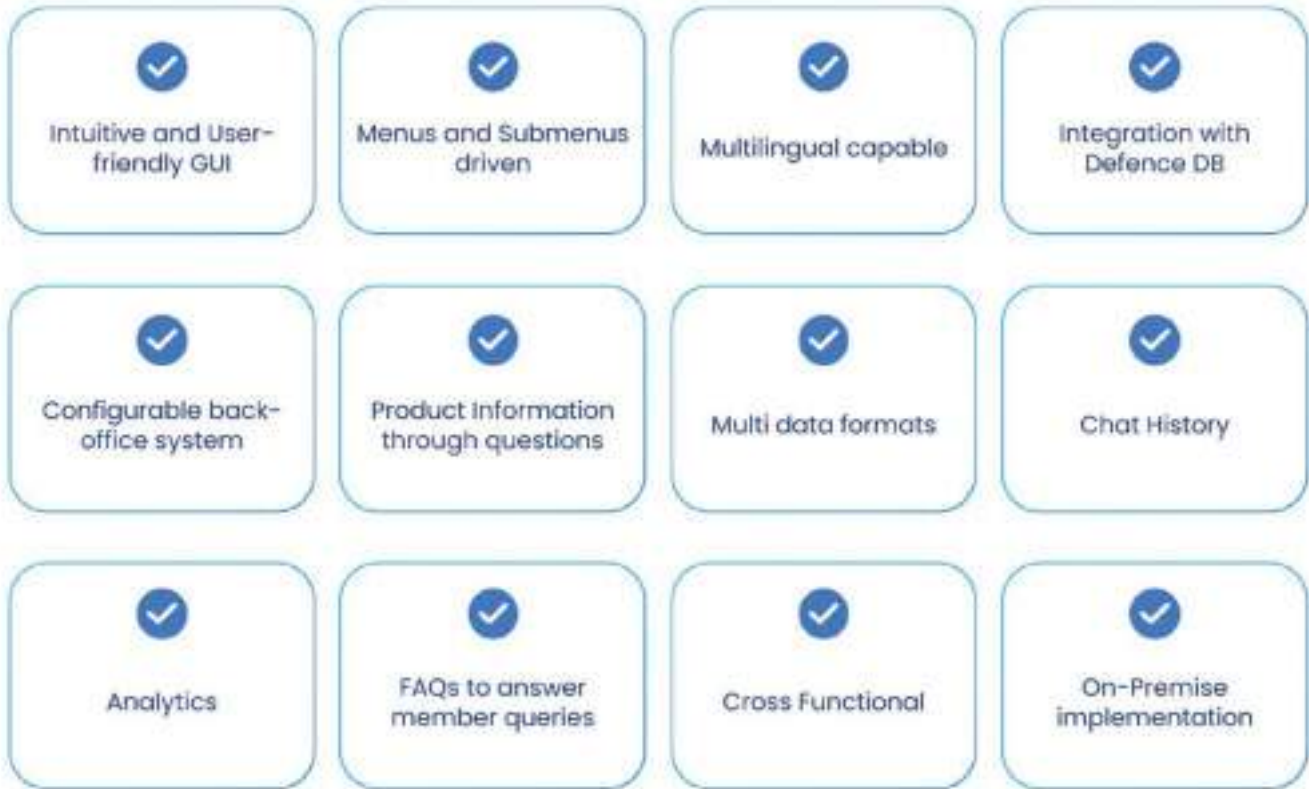 Intuitive and User-
friendly GUI
Menus and Submenus
driven
Multilingual capable
Integration with
Defence DB
Configurable back-
office system
Product Information
through questions
Multi data formats
Chat History
Analytics
FAQs to answer
member queries
Cross Functional
On-Premise
implementation